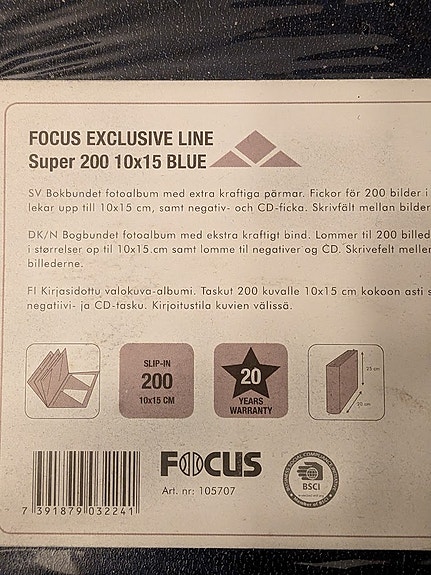 FOCUS EXCLUSIVE LINE
Super 200 10x15 BLUE
SV Bokbundet fotoalbum med extra kraftiga pärmar. Fickor för 200 bilder i
lekar upp till 10x15 cm, samt negativ- och CD-ficka. Skrivfält mellan bilder
DK/N Bogbundet fotoalbum med ekstra kraftigt bind. Lommer til 200 billed
i størrelser op til 10x15 cm samt lomme til negativer og CD. Skrivefelt meller
billederne.
FI Kirjasidottu valokuva-albumi. Taskut 200 kuvalle 10x15 cm kokoon asti s
negatiivi- ja CD-tasku. Kirjoitustila kuvien välissä.
SLIP-IN
200
10x15 CM
20
YEARS
WARRANTY
25 cm
FOCUS
Art. nr: 105707
BSCI
7 391879 032241